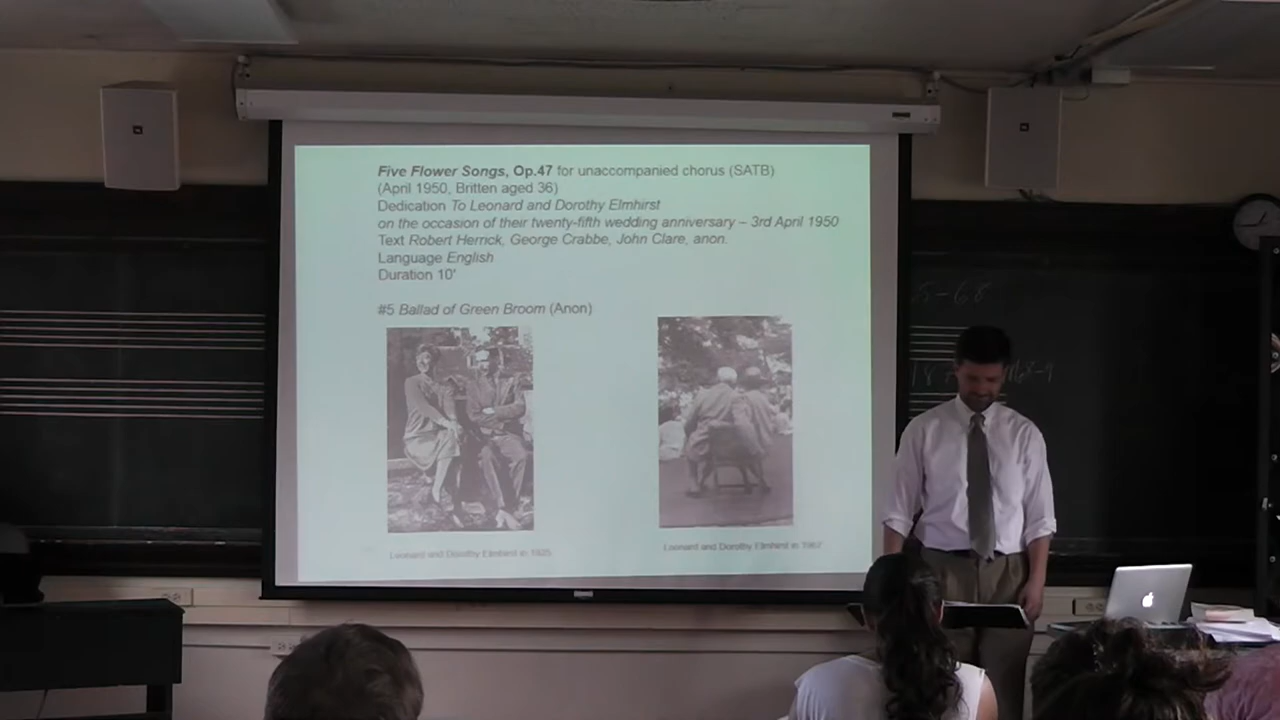 Five Flower Songs, Op.47 for unaccompanied chorus (SATB)
(April 1950, Britten aged 36)
Dedication To Leonard and Dorothy Elmhirst
on the occasion of their twenty-fifth wedding anniversary – 3rd April 1950
Text Robert Herrick, George Crabbe, John Clare, anon.
Language English
Duration 10'
#5 Ballad of Green Broom (Anon)
Leonard and Dorothy Elmhirst in 1925
Leonard and Dorothy Elmhirst in 1967